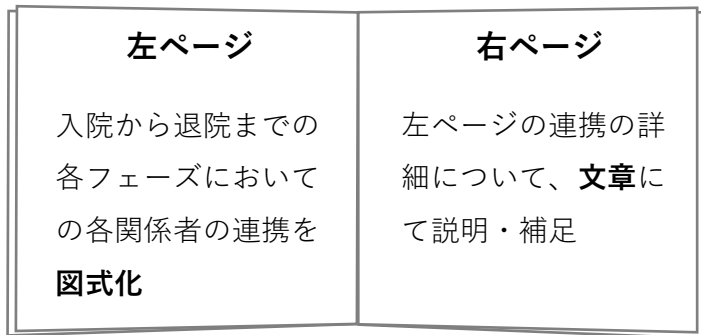 左ページ
入院から退院までの
各フェーズにおいて
の各関係者の連携を
図式化
右ページ
左ページの連携の詳
細について、文章に
て説明・補足